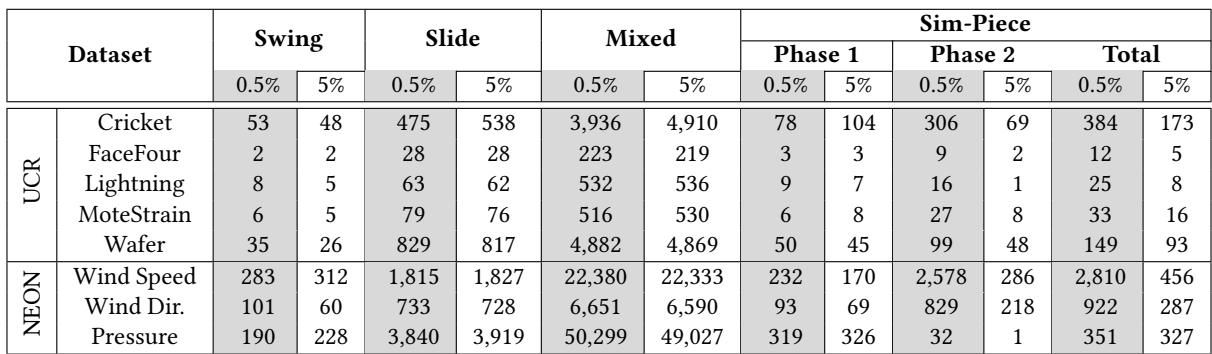 Dataset Swing Slide Mixed Sim-Piece
Phase 1 Phase 2 Total
0.5% 5% 0.5% 5% 0.5% 5% 0.5% 5% 0.5% 5% 0.5% 5%
UCR
Cricket 53 48 475 538 3,936 4,910 78 104 306 69 384 173
FaceFour 2 2 28 28 223 219 3 3 9 2 12 5
Lightning 8 5 63 62 532 536 9 7 16 1 25 8
MoteStrain 6 5 79 76 516 530 6 8 27 8 33 16
Wafer 35 26 829 817 4,882 4,869 50 45 99 48 149 93
NEON
Wind Speed 283 312 1,815 1,827 22,380 22,333 232 170 2,578 286 2,810 456
Wind Dir. 101 60 733 728 6,651 6,590 93 69 829 218 922 287
Pressure 190 228 3,840 3,919 50,299 49,027 319 326 32 1 351 327